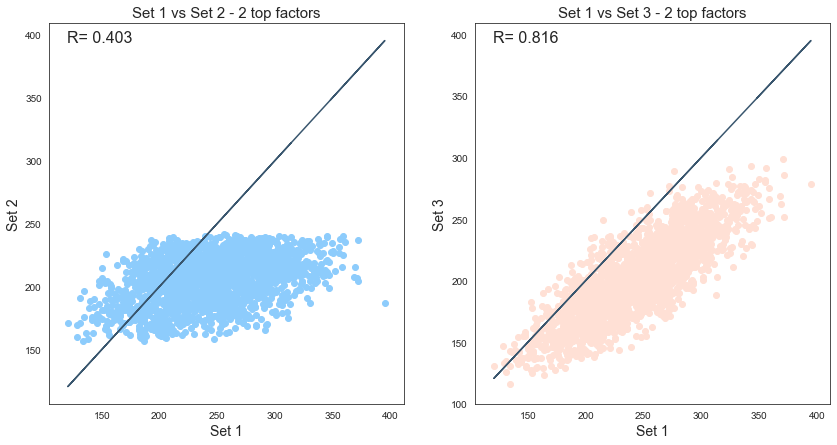 Set 1 vs Set 2 - 2 top factors
R= 0.403
400
350
300
250
200
150
Set 2
150 200 250 300 350 400
Set 1
Set 1 vs Set 3 - 2 top factors
R= 0.816
400
350
300
250
200
150
100
Set 3
150 200 250 300 350 400
Set 1